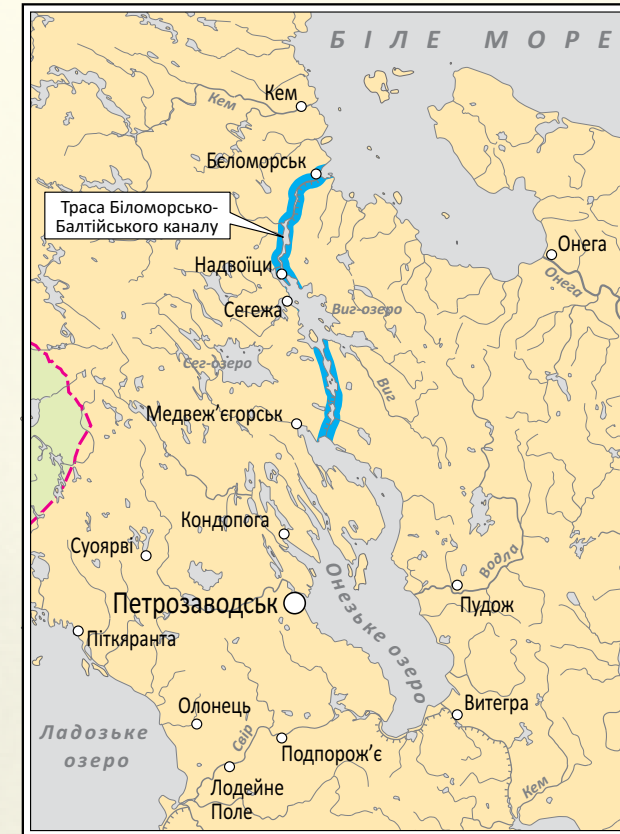 БІЛЕ МОРЕ
Кем
Кем
Беломорськ
Траса Біломорсько-
Балтійського каналу
Онега
Онега
Надвоїци
Сегежа
Виг-озеро
Сег-озеро
Виг
Медвеж’єгорськ
Кондопога
Суоярві
Водла
Онезьке озеро
Петрозаводськ
Пудож
Піткяранта
Олонець
Витегра
Ладозьке
озеро
Свір
Подпорож’є
Лодейне
Поле
Кем